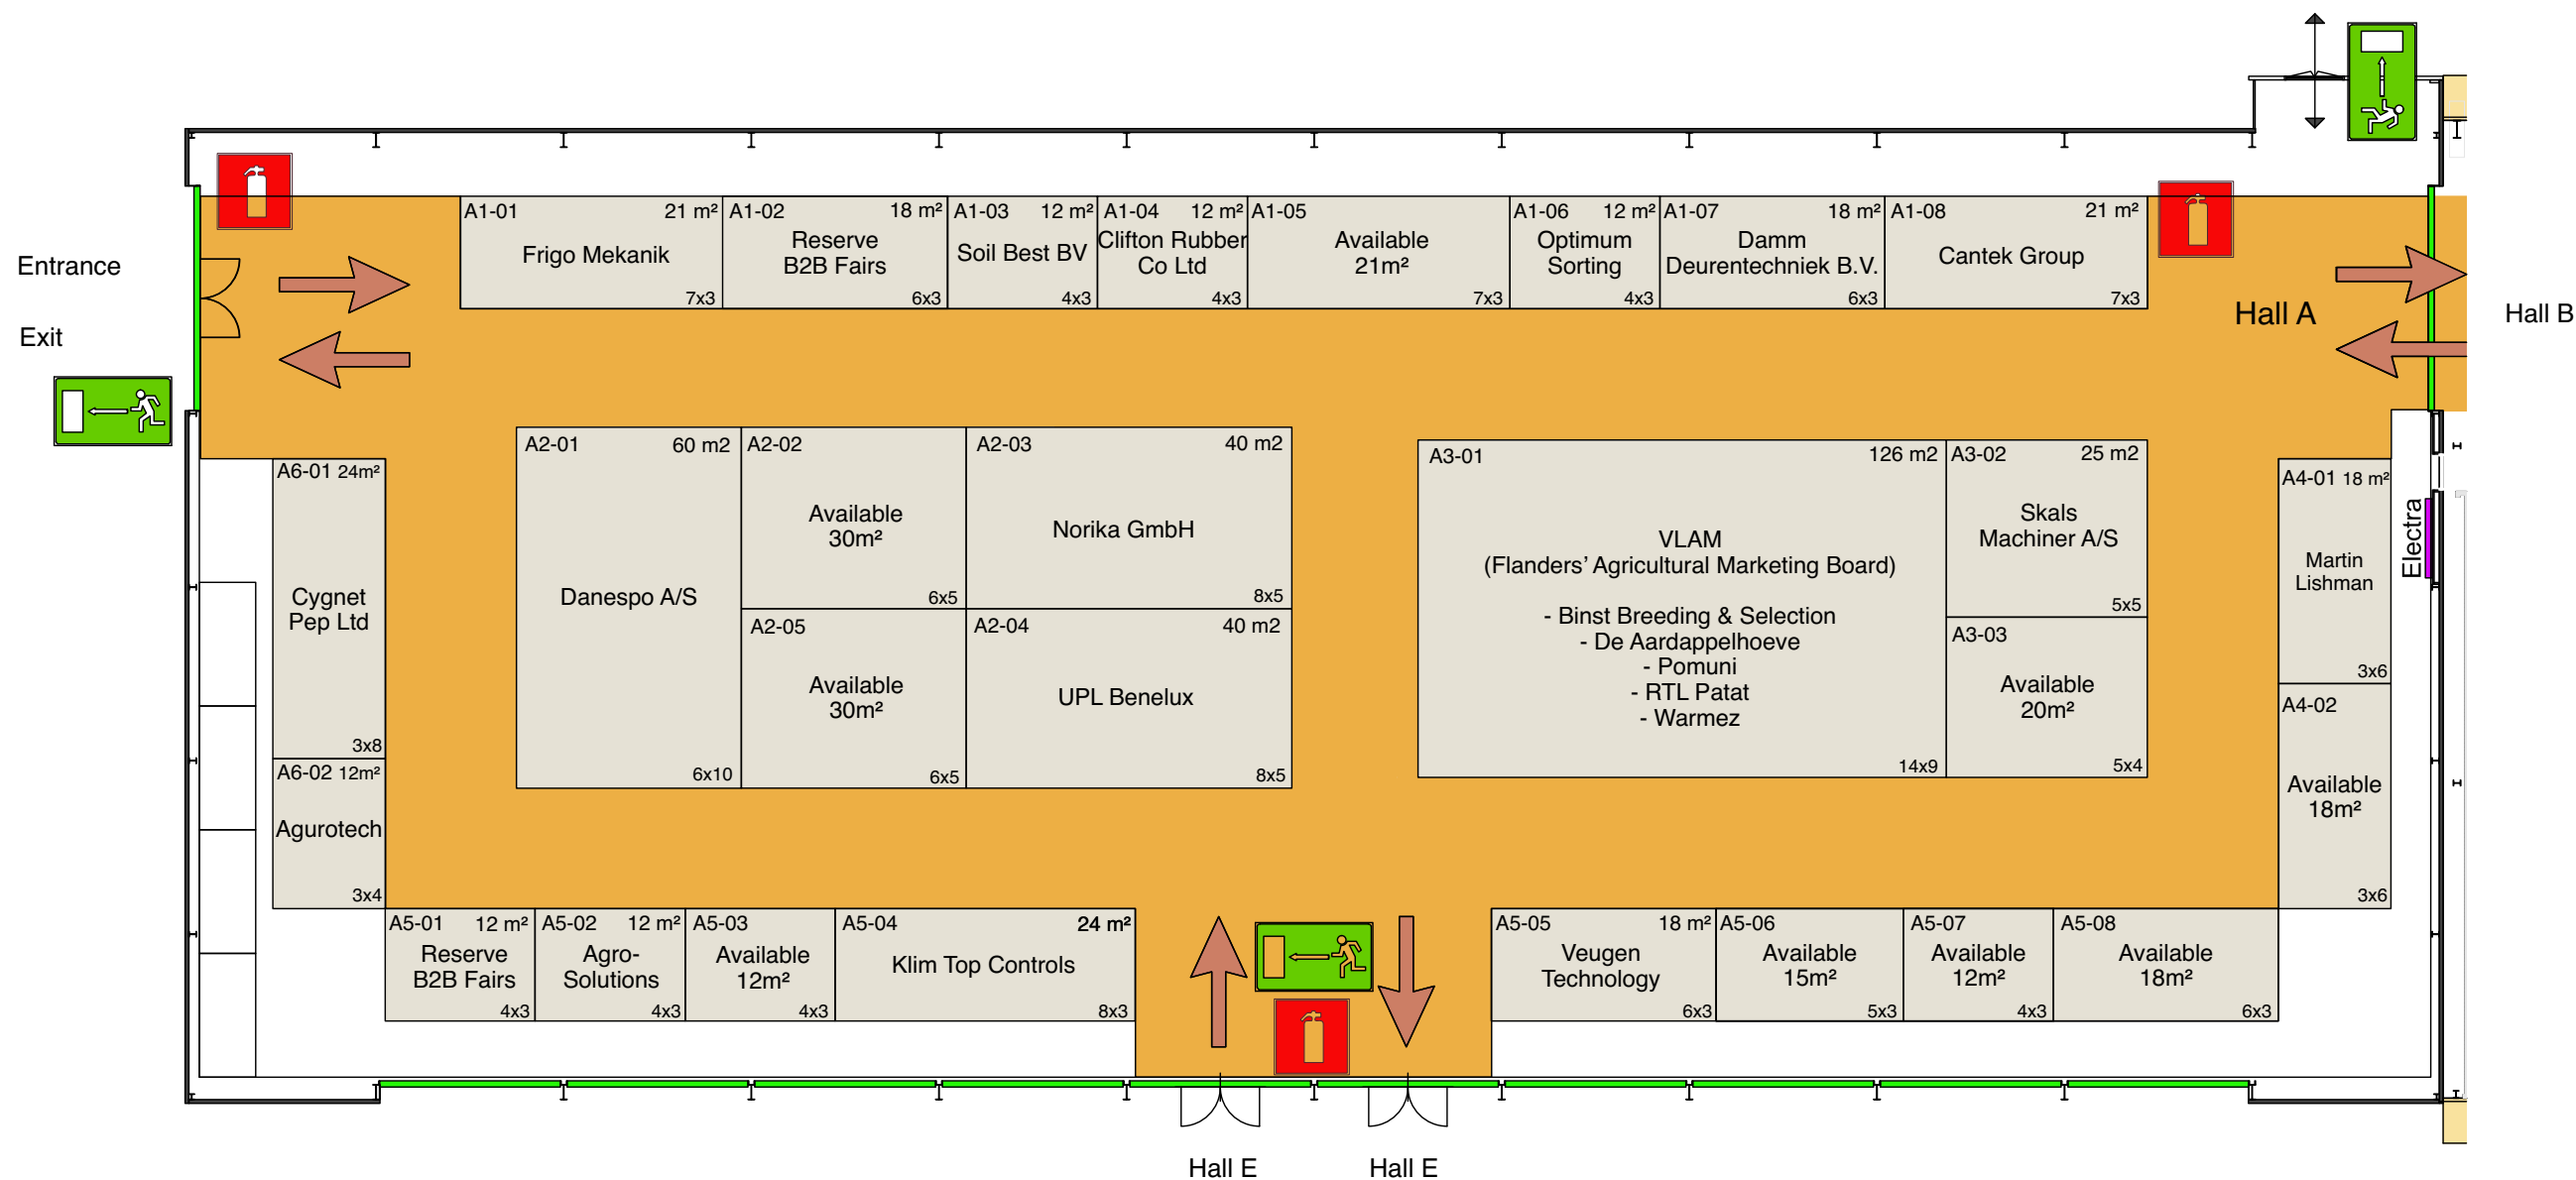 Entrance
Exit
Hall A
Hall B
A1-01 21 m²
Frigo Mekanik
7x3
A1-02 18 m²
Reserve
B2B Fairs
6x3
A1-03 12 m²
Soil Best BV
4x3
A1-04 12 m²
Clifton Rubber
Co Ltd
4x3
A1-05
Available
21m²
7x3
A1-06 12 m²
Optimum
Sorting
4x3
A1-07 18 m²
Damm
Deurentechniek B.V.
6x3
A1-08 21 m²
Cantek Group
7x3
A6-01 24m²
Cygnet
Pep Ltd
3x8
A6-02 12m²
Agurotech
3x4
A2-01 60 m2
Danespo A/S
6x10
A2-02
Available
30m²
6x5
A2-03 40 m2
Norika GmbH
8x5
A2-05
Available
30m²
6x5
A2-04 40 m2
UPL Benelux
8x5
A3-01 126 m2
VLAM
(Flanders’ Agricultural Marketing Board)
- Binst Breeding & Selection
- De Aardappelhoeve
- Pomuni
- RTL Patat
- Warmez
14x9
A3-02 25 m2
Skals
Machiner A/S
5x5
A3-03
Available
20m²
5x4
A4-01 18 m²
Martin
Lishman
3x6
A4-02
Available
18m²
3x6
Electra
A5-01 12 m²
Reserve
B2B Fairs
4x3
A5-02 12 m²
Agro-
Solutions
4x3
A5-03
Available
12m²
4x3
A5-04 24 m²
Klim Top Controls
8x3
A5-05 18 m²
Veugen
Technology
6x3
A5-06
Available
15m²
5x3
A5-07
Available
12m²
4x3
A5-08
Available
18m²
6x3
Hall E
Hall E